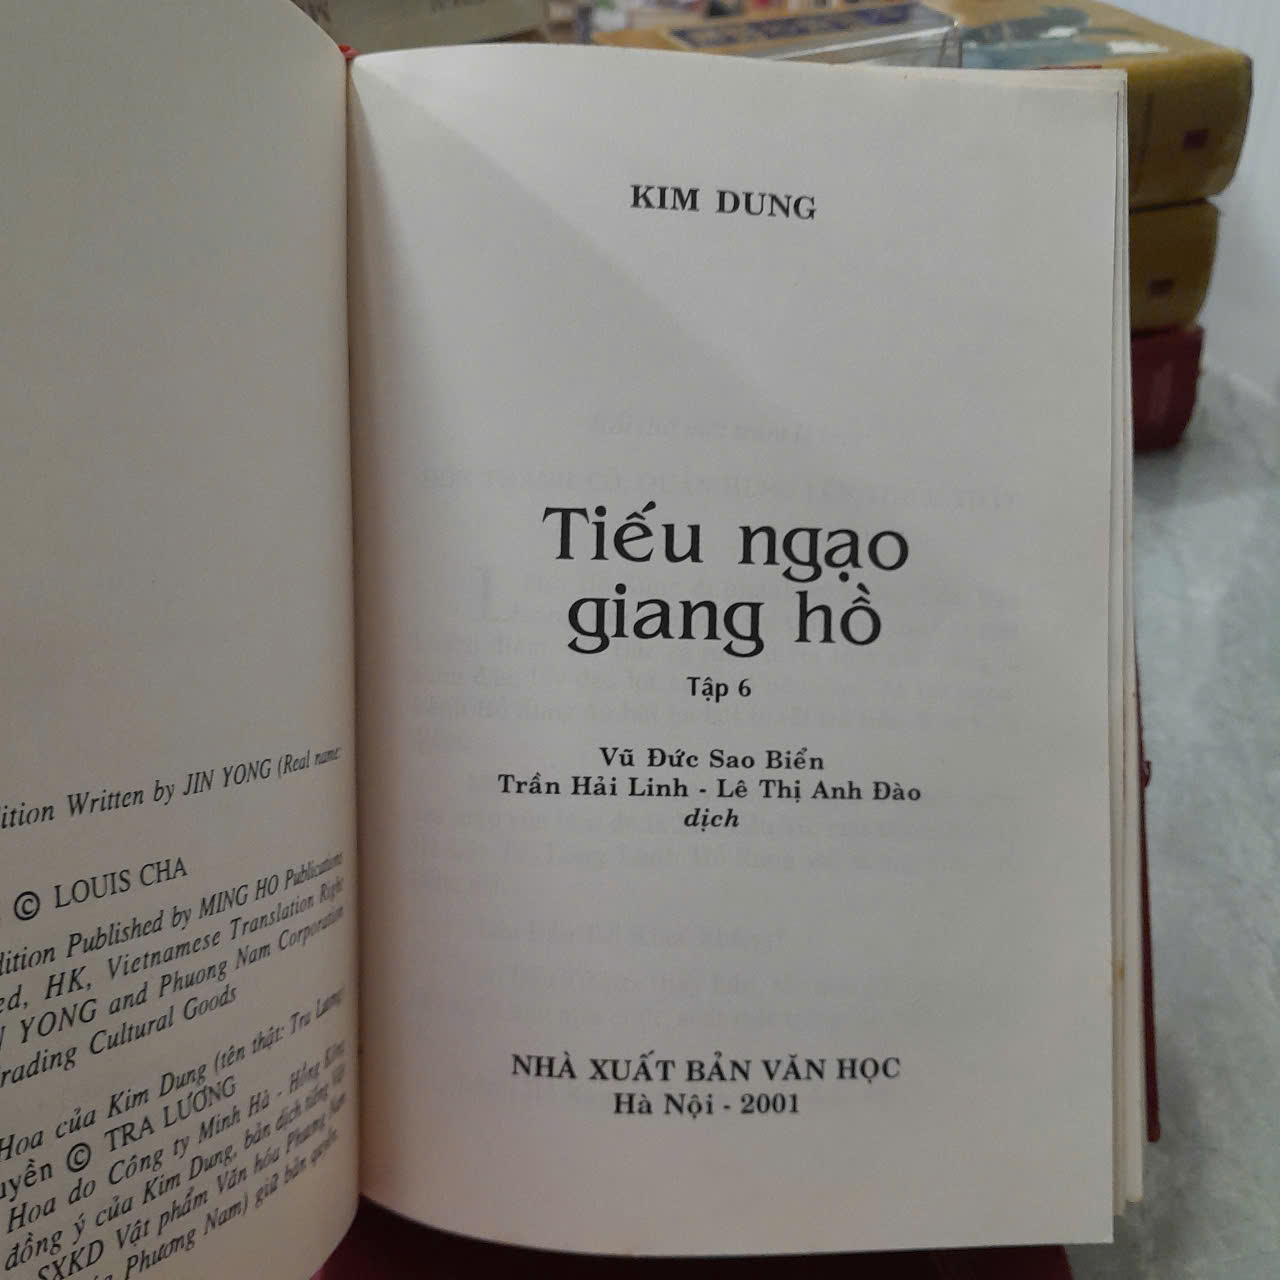 ition Written by JIN YONG (Real name:
© LOUIS CHA
dition Published by MING HO Publications
ed, HK, Vietnamese Translation Right
YONG and Phuong Nam Corporation
rading Cultural Goods
Hoa của Kim Dung (tên thật: Tra Lương)
uyền © TRA LƯƠNG
Hoa do Công ty Minh Hà - Hồng Kông
đồng ý của Kim Dung, bản dịch tiếng Việt
SXKD Vật phẩm Văn hóa Phương Nam
Phương Nam) giữ bản quyền.
KIM DUNG
Tiếu ngạo
giang hồ
Tập 6
Vũ Đức Sao Biển
Trần Hải Linh - Lê Thị Anh Đào
dịch
NHÀ XUẤT BẢN VĂN HỌC
Hà Nội - 2001